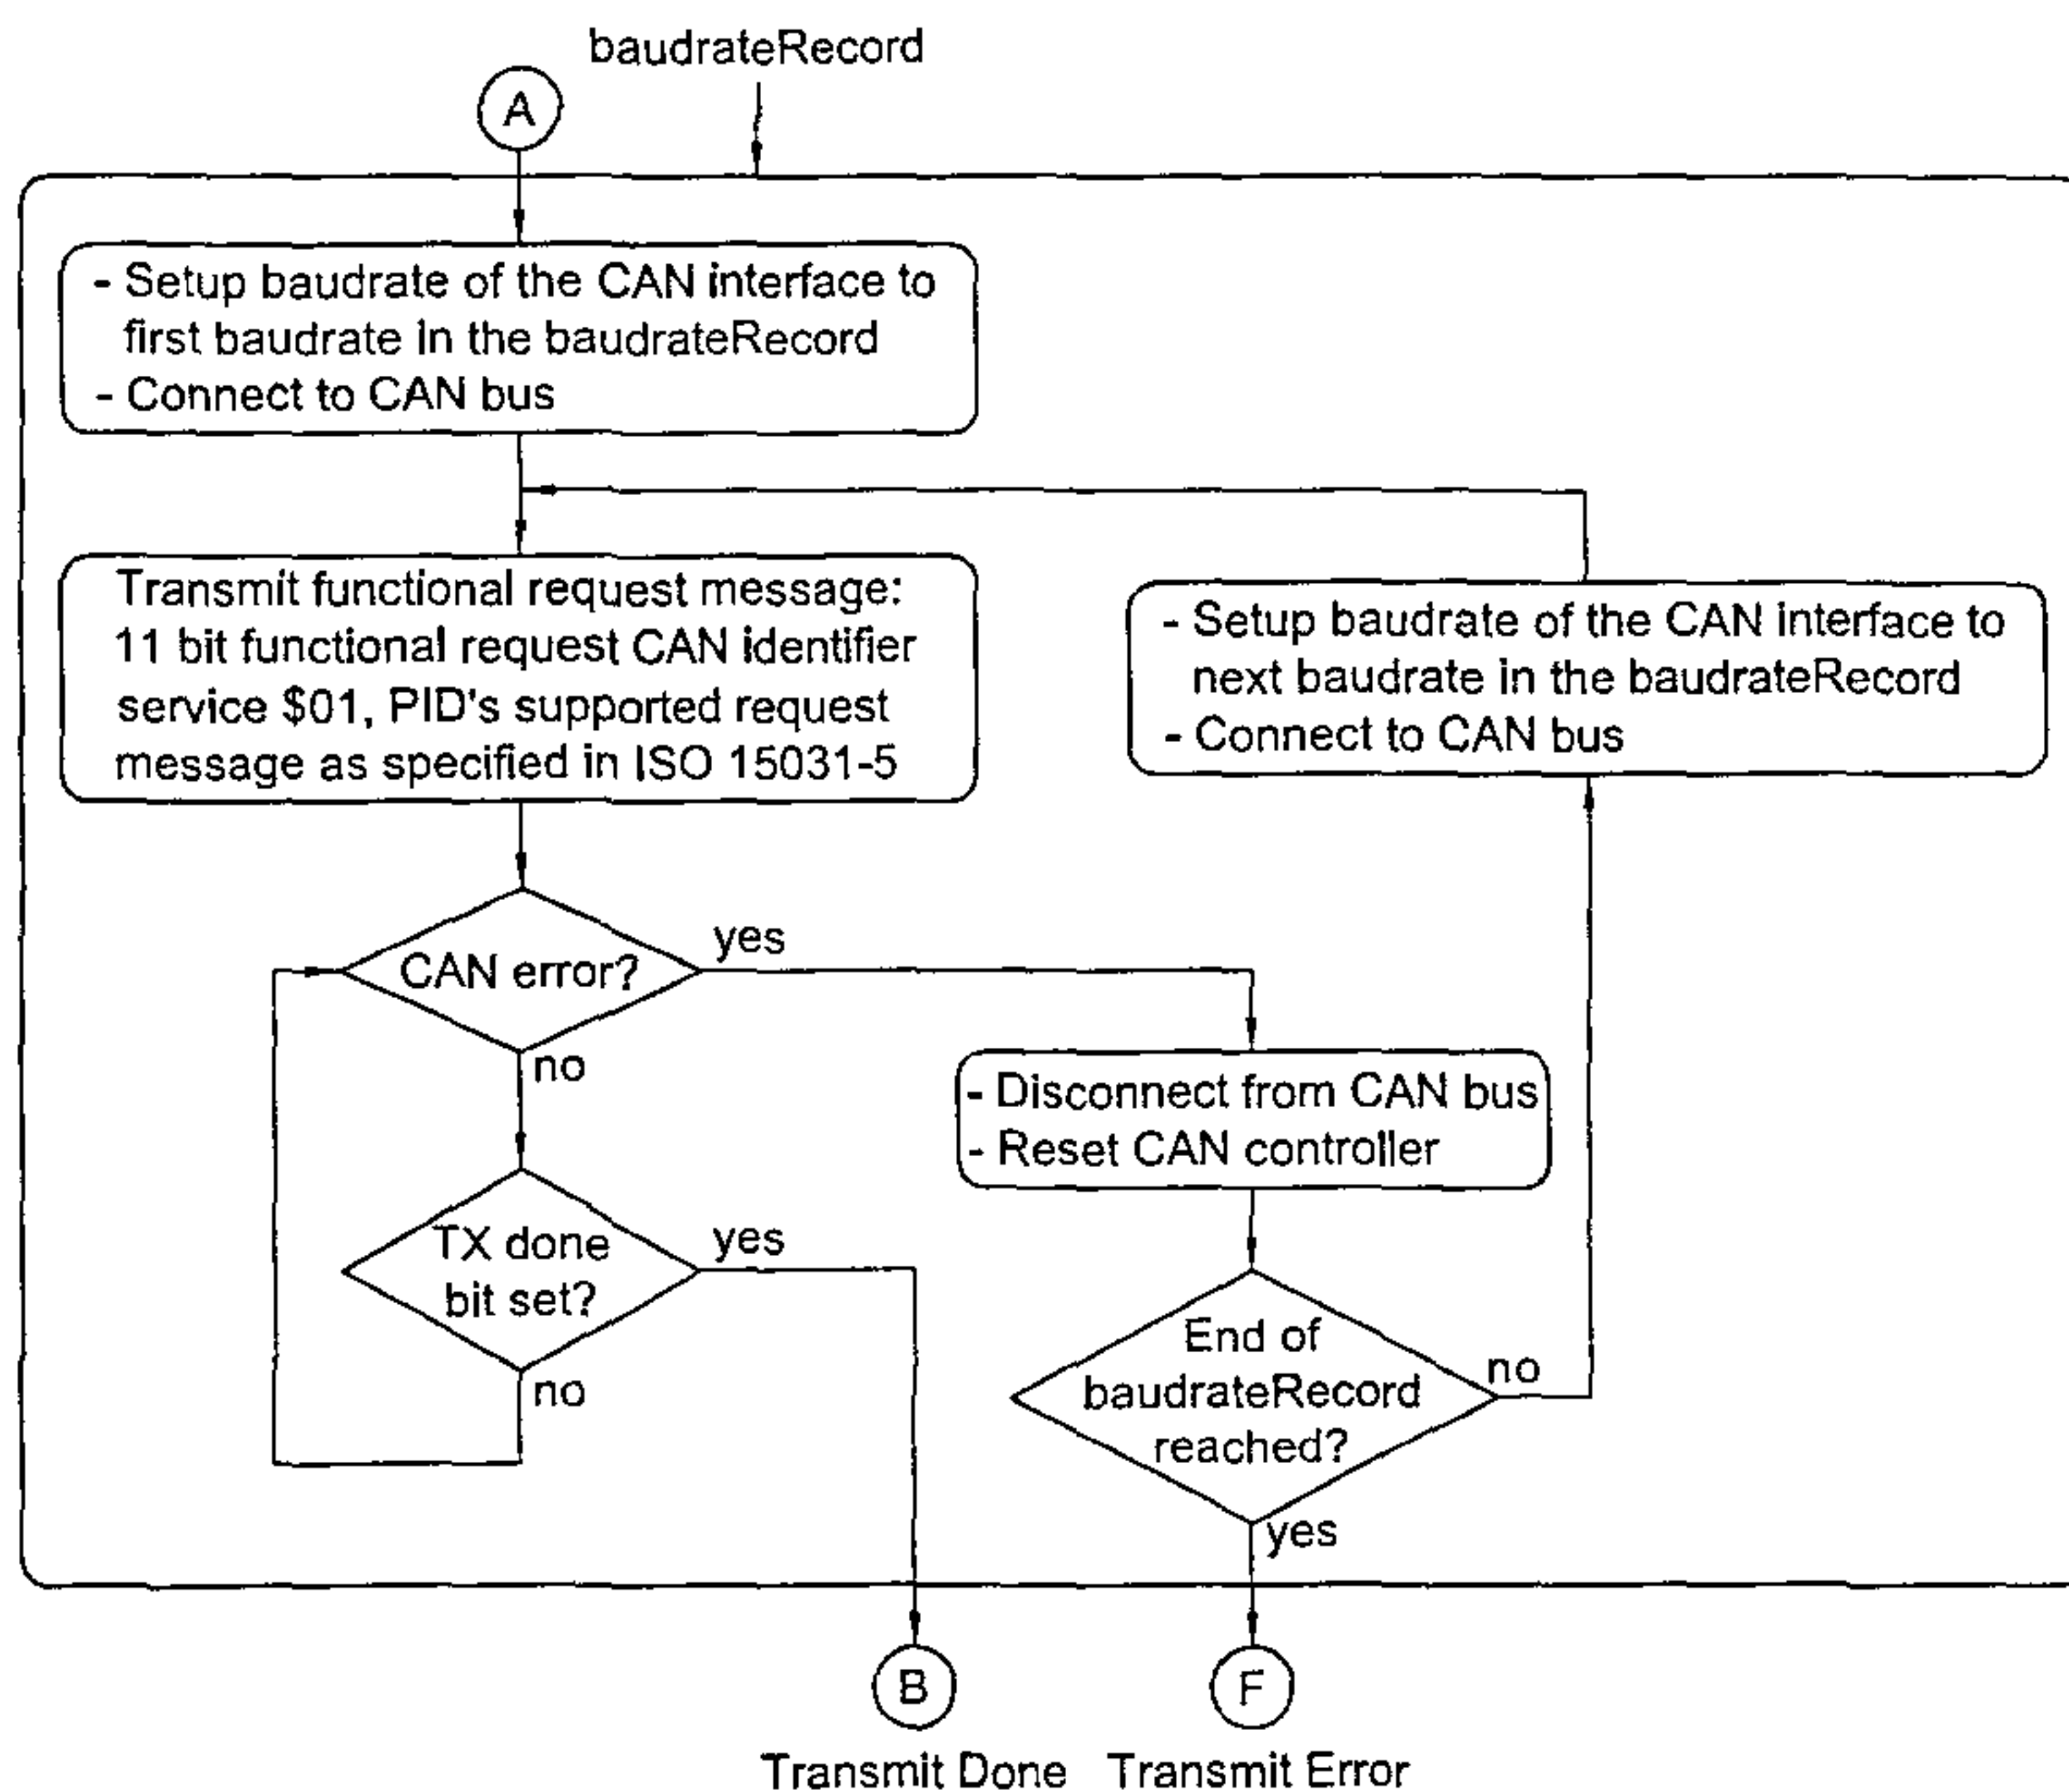 baudrateRecord
A
- Setup baudrate of the CAN interface to
first baudrate in the baudrateRecord
- Connect to CAN bus
Transmit functional request message:
11 bit functional request CAN identifier
service $01, PID's supported request
message as specified in ISO 15031-5
- Setup baudrate of the CAN interface to
next baudrate in the baudrateRecord
- Connect to CAN bus
CAN error?
yes
no
- Disconnect from CAN bus
- Reset CAN controller
TX done
bit set?
yes
no
End of
baudrateRecord
reached?
no
yes
B
F
Transmit Done
Transmit Error